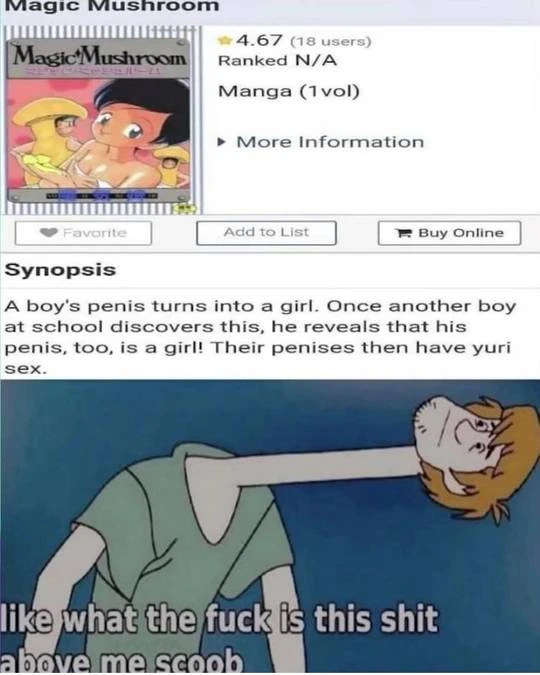 Magic Mushroom
Magic Mushroom
4.67 (18 users)
Ranked N/A
Manga (1vol)
More Information
Favorite
Add to List
Buy Online
Synopsis
A boy's penis turns into a girl. Once another boy
at school discovers this, he reveals that his
penis, too, is a girl! Their penises then have yuri
sex.
like what the fuck is this shit
above me scoob